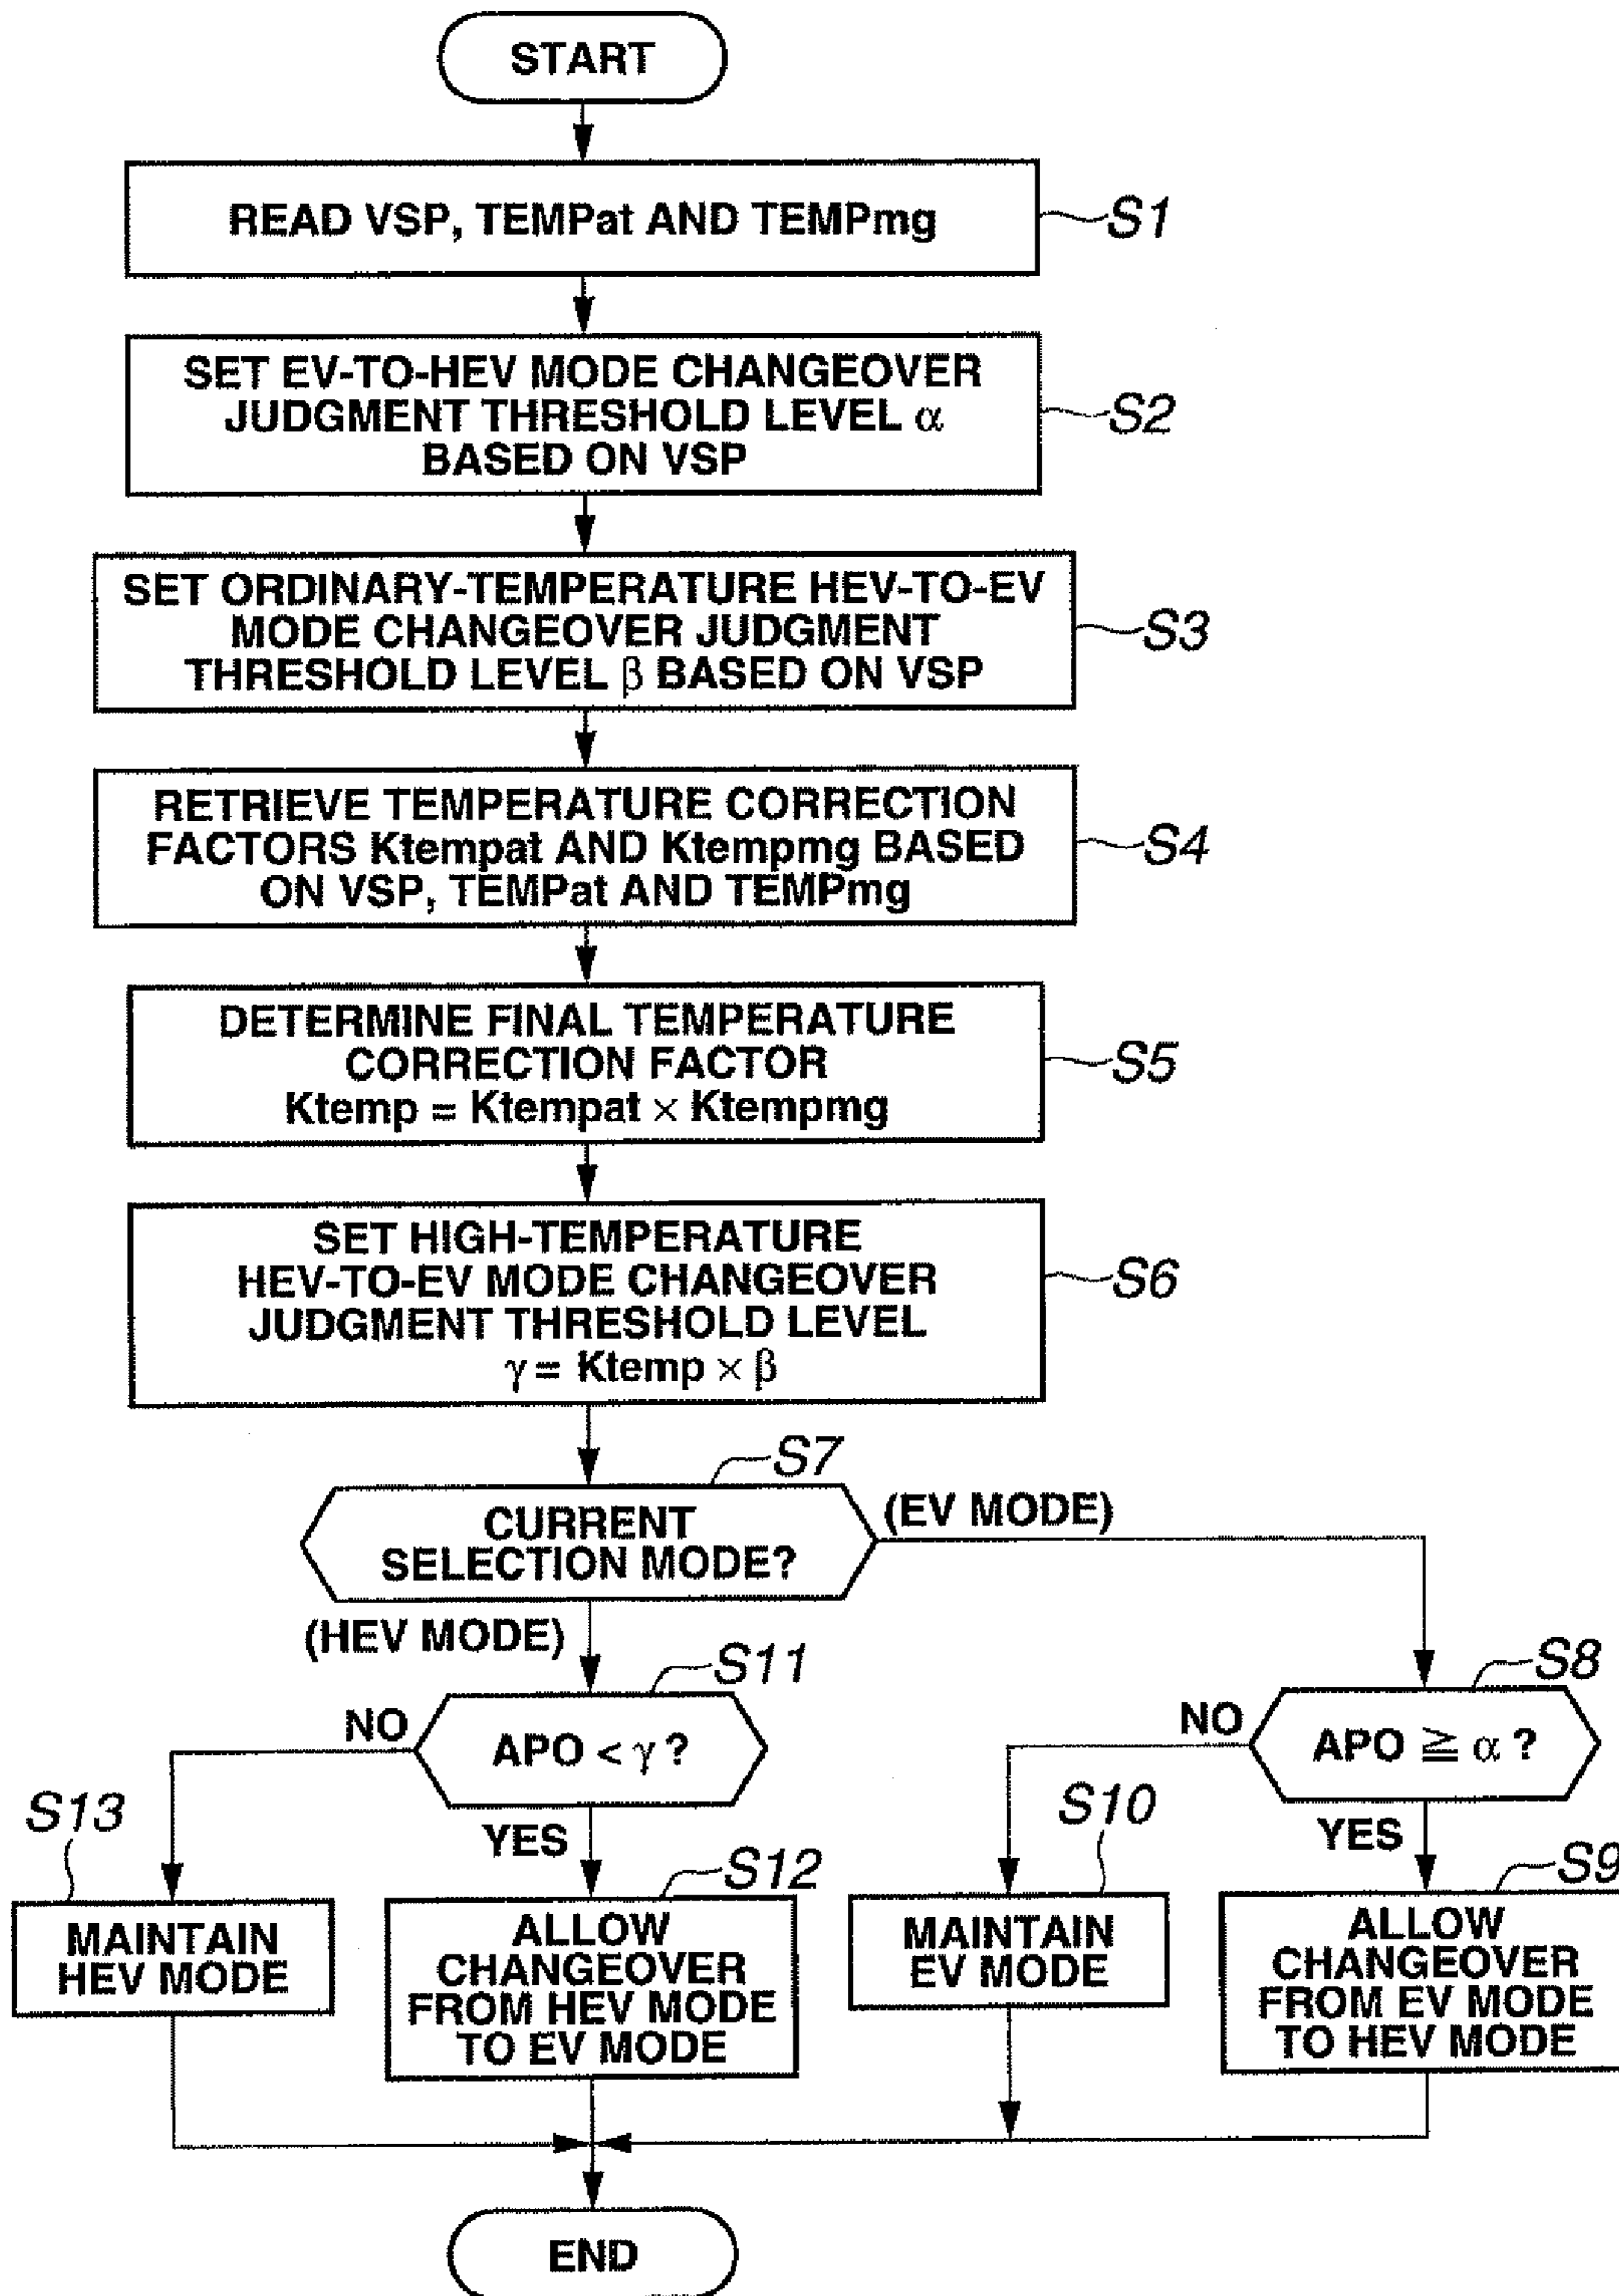 START
READ VSP, TEMPat AND TEMPmg
S1
SET EV-TO-HEV MODE CHANGEOVER
JUDGMENT THRESHOLD LEVEL α
BASED ON VSP
S2
SET ORDINARY-TEMPERATURE HEV-TO-EV
MODE CHANGEOVER JUDGMENT
THRESHOLD LEVEL β BASED ON VSP
S3
RETRIEVE TEMPERATURE CORRECTION
FACTORS Ktempat AND Ktempmg BASED
ON VSP, TEMPat AND TEMPmg
S4
DETERMINE FINAL TEMPERATURE
CORRECTION FACTOR
Ktemp = Ktempat × Ktempmg
S5
SET HIGH-TEMPERATURE
HEV-TO-EV MODE CHANGEOVER
JUDGMENT THRESHOLD LEVEL
γ = Ktemp × β
S6
S7
CURRENT
SELECTION MODE?
(EV MODE)
(HEV MODE)
S11
APO < γ ?
NO
YES
S8
APO ≧ α ?
NO
YES
S13
MAINTAIN
HEV MODE
S12
ALLOW
CHANGEOVER
FROM HEV MODE
TO EV MODE
S10
MAINTAIN
EV MODE
S9
ALLOW
CHANGEOVER
FROM EV MODE
TO HEV MODE
END